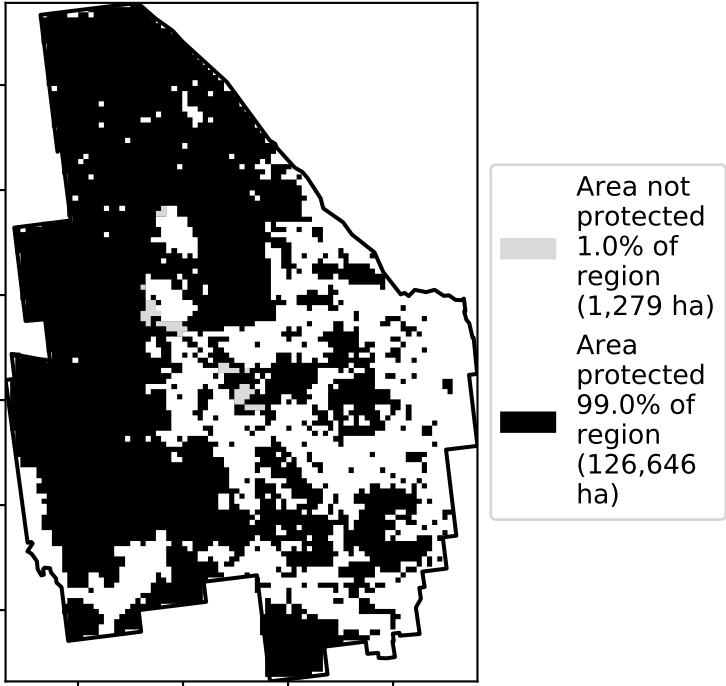 Area not
protected
1.0% of
region
(1,279 ha)
Area
protected
99.0% of
region
(126,646
ha)